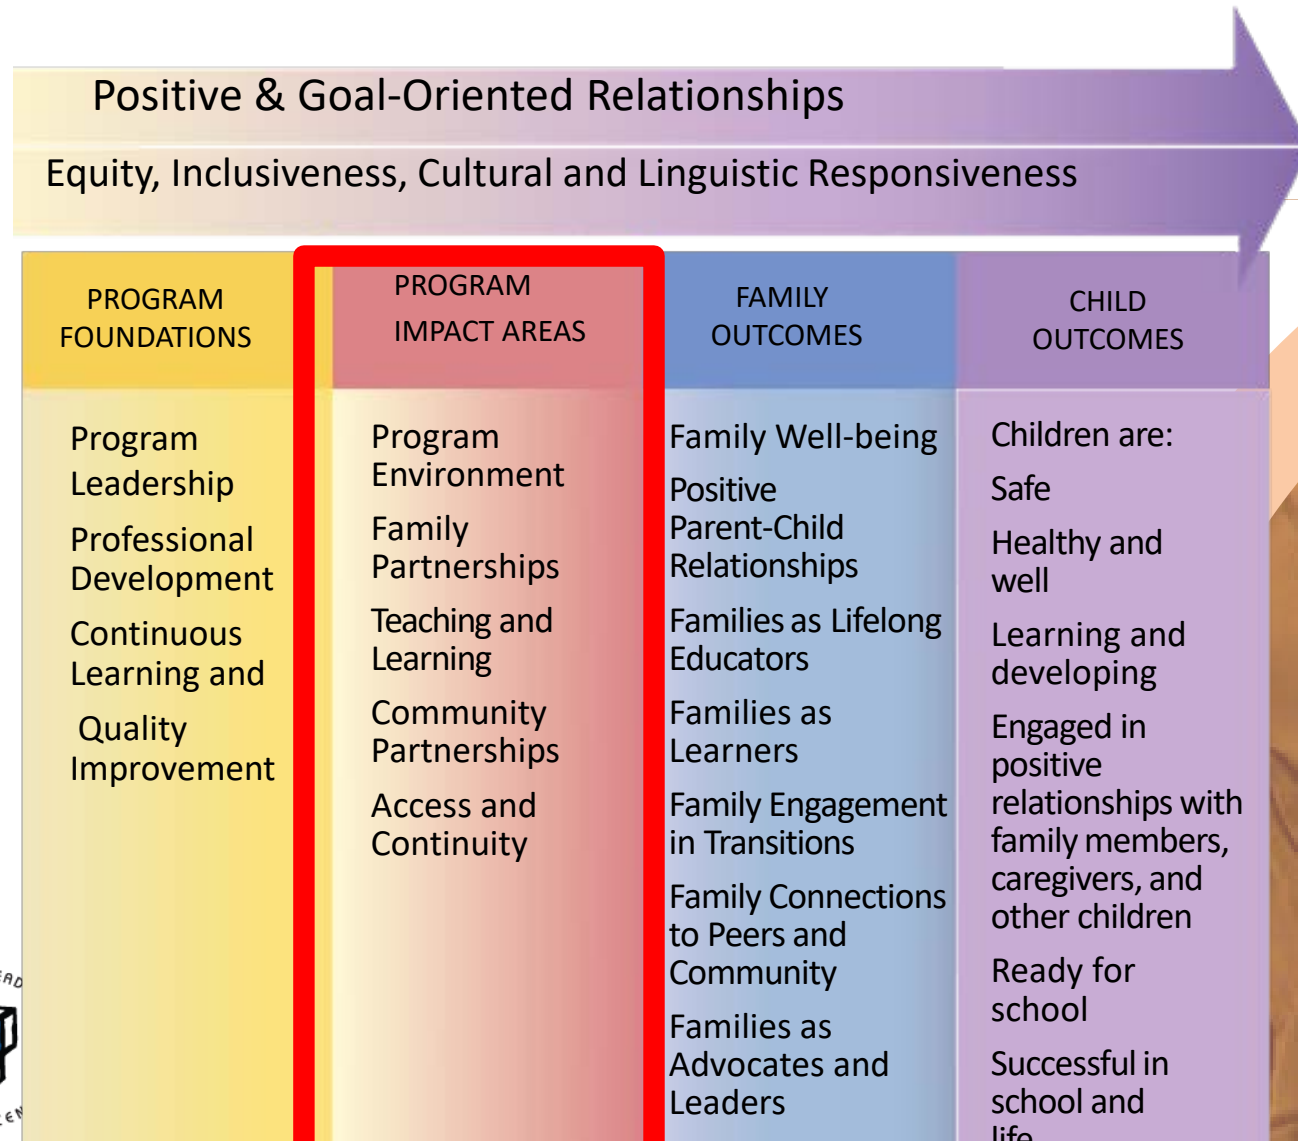 Positive & Goal-Oriented Relationships
Equity, Inclusiveness, Cultural and Linguistic Responsiveness
PROGRAM
FOUNDATIONS
Program
Leadership
Professional
Development
Continuous
Learning and
Quality
Improvement
PROGRAM
IMPACT AREAS
Program
Environment
Family
Partnerships
Teaching and
Learning
Community
Partnerships
Access and
Continuity
FAMILY
OUTCOMES
Family Well-being
Positive
Parent-Child
Relationships
Families as Lifelong
Educators
Families as
Learners
Family Engagement
in Transitions
Family Connections
to Peers and
Community
Families as
Advocates and
Leaders
CHILD
OUTCOMES
Children are:
Safe
Healthy and
well
Learning and
developing
Engaged in
positive
relationships with
family members,
caregivers, and
other children
Ready for
school
Successful in
school and
life